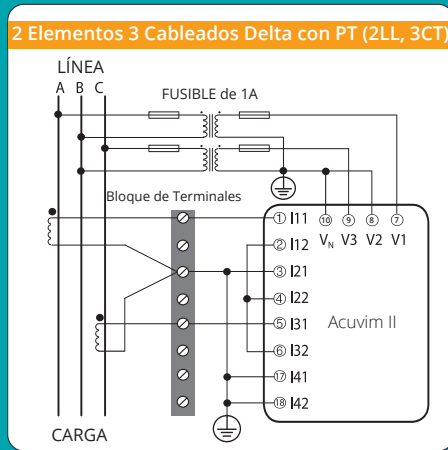 2 Elementos 3 Cableados Delta con PT (2LL, 3CT)
LÍNEA
A B C
FUSIBLE de 1A
Bloque de Terminales
10 9 8 7
V_N V3 V2 V1
1 I11
2 I12
3 I21
4 I22
5 I31
6 I32
17 I41
18 I42
Acuvim II
CARGA